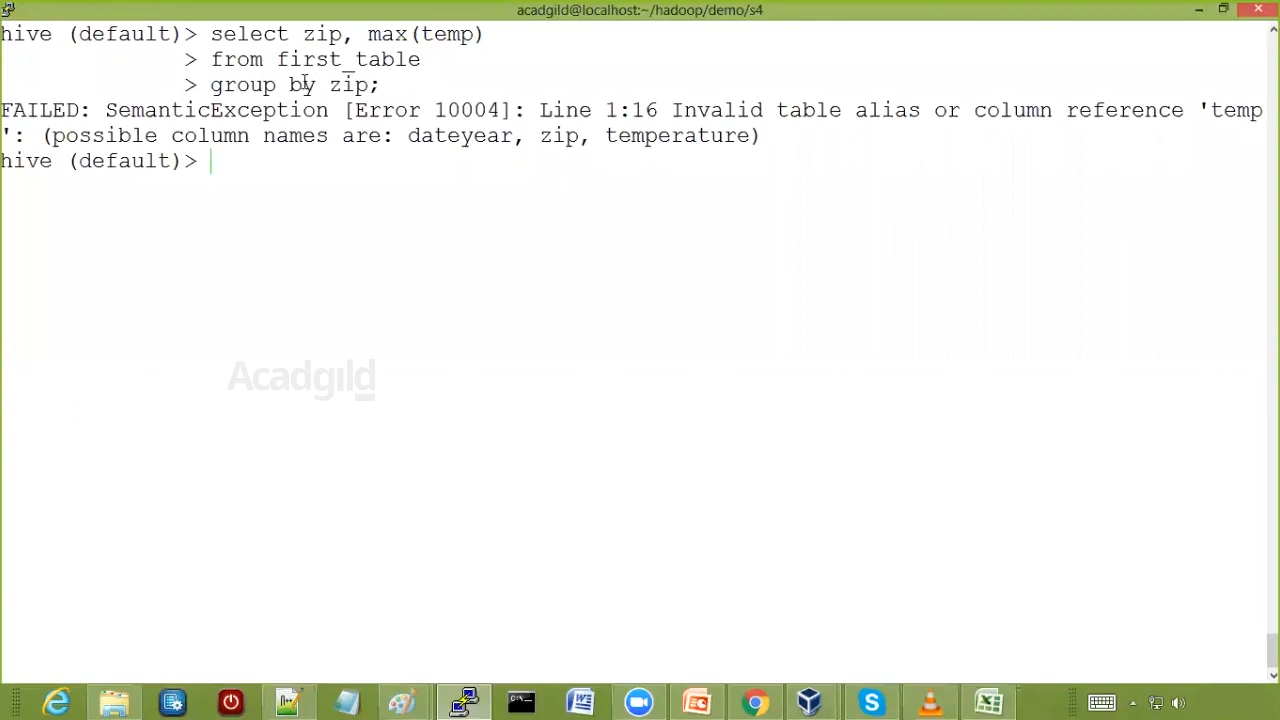 acadgild@localhost:~/hadoop/demo/s4
hive (default)> select zip, max(temp)
> from first_table
> group by zip;
FAILED: SemanticException [Error 10004]: Line 1:16 Invalid table alias or column reference 'temp
': (possible column names are: dateyear, zip, temperature)
hive (default)>
Acadgild